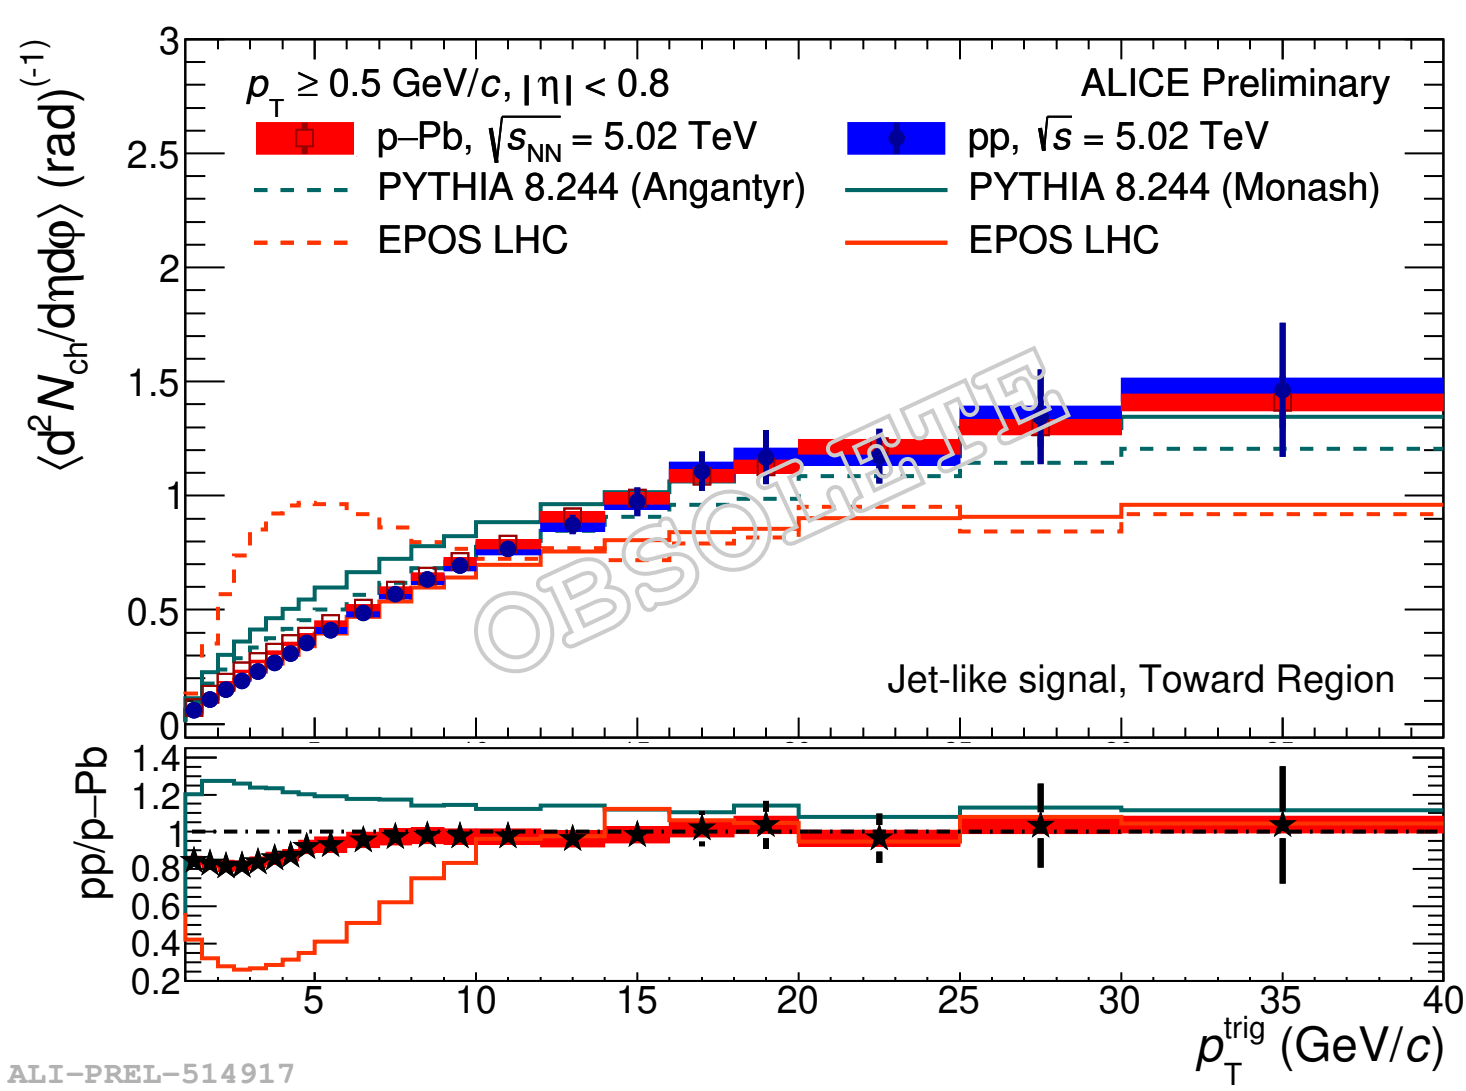 3
2.5
2
1.5
1
0.5
0
⟨d²N_ch/dηdφ⟩ (rad)^(-1)
p_T ≥ 0.5 GeV/c, |η| < 0.8
ALICE Preliminary
p–Pb, √s_NN = 5.02 TeV
pp, √s = 5.02 TeV
PYTHIA 8.244 (Angantyr)
PYTHIA 8.244 (Monash)
EPOS LHC
EPOS LHC
OBSOLETE
Jet-like signal, Toward Region
pp/p–Pb
1.4
1.2
1
0.8
0.6
0.4
0.2
5 10 15 20 25 30 35 40
p_T^trig (GeV/c)
ALI-PREL-514917